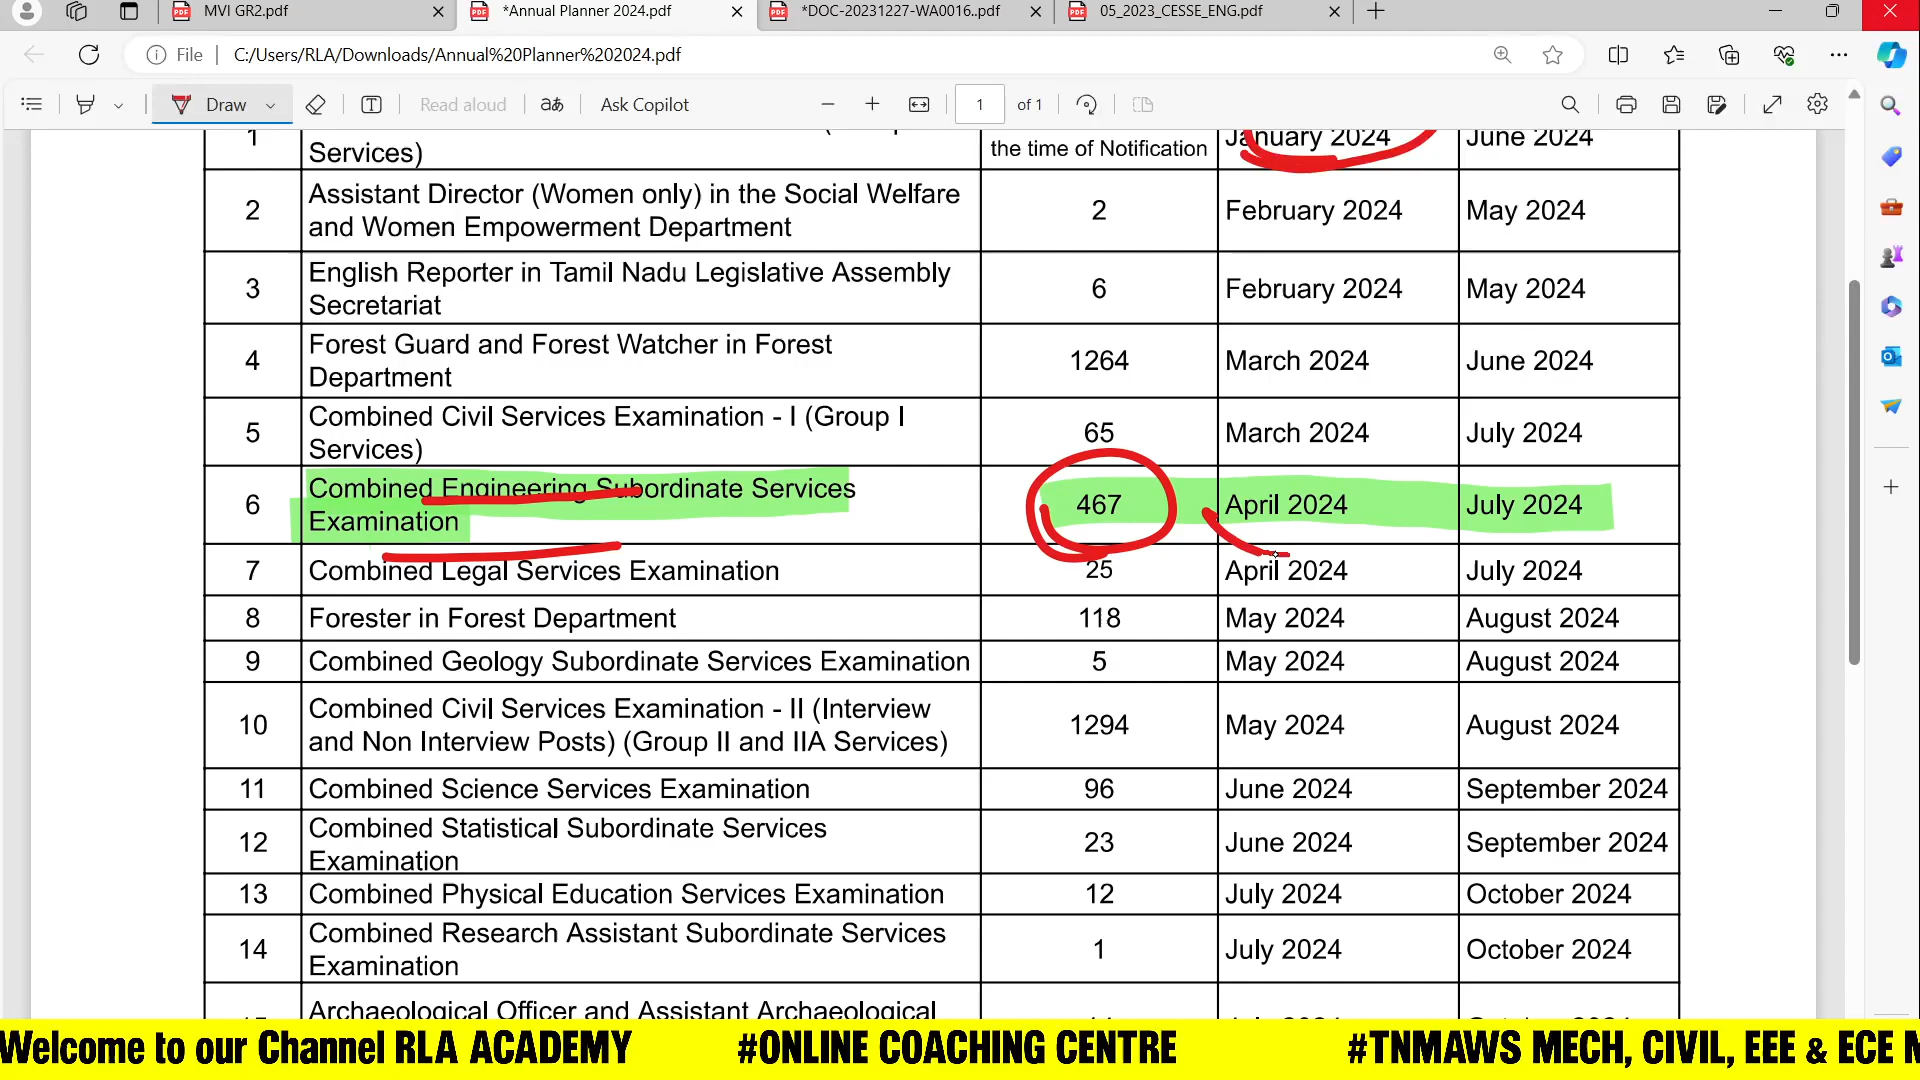 MVI GR2.pdf
*Annual Planner 2024.pdf
*DOC-20231227-WA0016..pdf
05_2023_CESSE_ENG.pdf
File C:/Users/RLA/Downloads/Annual%20Planner%202024.pdf
Draw Read aloud aあ Ask Copilot 1 of 1
1 Services) the time of Notification January 2024 June 2024
2 Assistant Director (Women only) in the Social Welfare
and Women Empowerment Department 2 February 2024 May 2024
3 English Reporter in Tamil Nadu Legislative Assembly
Secretariat 6 February 2024 May 2024
4 Forest Guard and Forest Watcher in Forest
Department 1264 March 2024 June 2024
5 Combined Civil Services Examination - I (Group I
Services) 65 March 2024 July 2024
6 Combined Engineering Subordinate Services
Examination 467 April 2024 July 2024
7 Combined Legal Services Examination 25 April 2024 July 2024
8 Forester in Forest Department 118 May 2024 August 2024
9 Combined Geology Subordinate Services Examination 5 May 2024 August 2024
10 Combined Civil Services Examination - II (Interview
and Non Interview Posts) (Group II and IIA Services) 1294 May 2024 August 2024
11 Combined Science Services Examination 96 June 2024 September 2024
12 Combined Statistical Subordinate Services
Examination 23 June 2024 September 2024
13 Combined Physical Education Services Examination 12 July 2024 October 2024
14 Combined Research Assistant Subordinate Services
Examination 1 July 2024 October 2024
Archaeological Officer and Assistant Archaeological
Welcome to our Channel RLA ACADEMY #ONLINE COACHING CENTRE #TNMAWS MECH, CIVIL, EEE & ECE